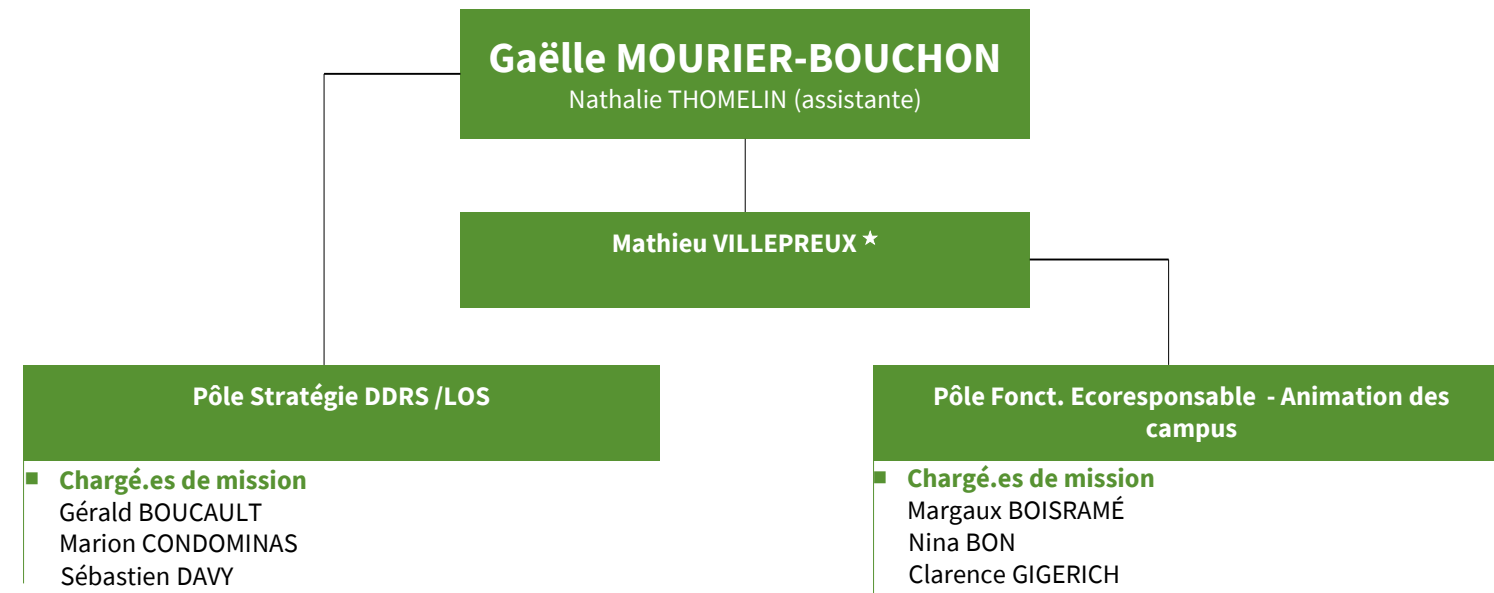 Gaëlle MOURIER-BOUCHON
Nathalie THOMELIN (assistante)
Mathieu VILLEPREUX ★
Pôle Stratégie DDRS /LOS
■ Chargé.es de mission
Gérald BOUCAULT
Marion CONDOMINAS
Sébastien DAVY
Pôle Fonct. Ecoresponsable - Animation des
campus
■ Chargé.es de mission
Margaux BOISRAMÉ
Nina BON
Clarence GIGERICH